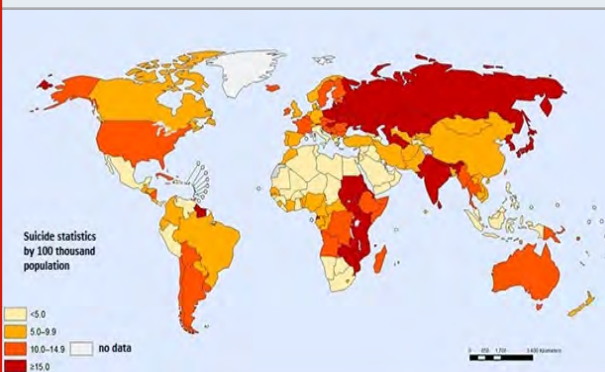 Suicide statistics
by 100 thousand
population
<5.0
5.0–9.9
10.0–14.9
no data
≥15.0